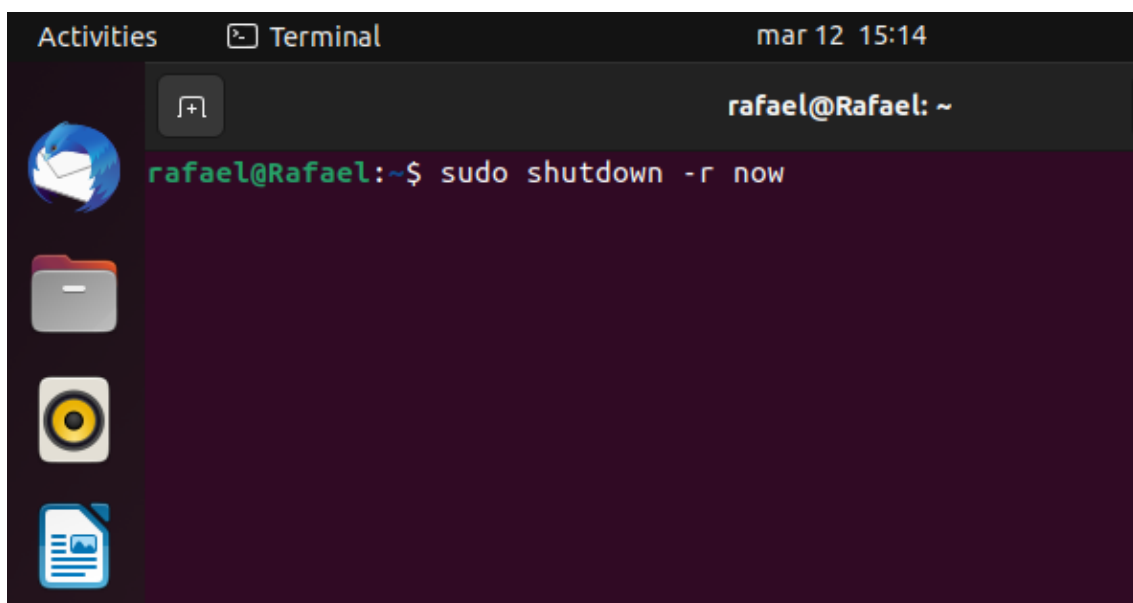 Activities Terminal mar 12 15:14
rafael@Rafael: ~
rafael@Rafael:~$ sudo shutdown -r now